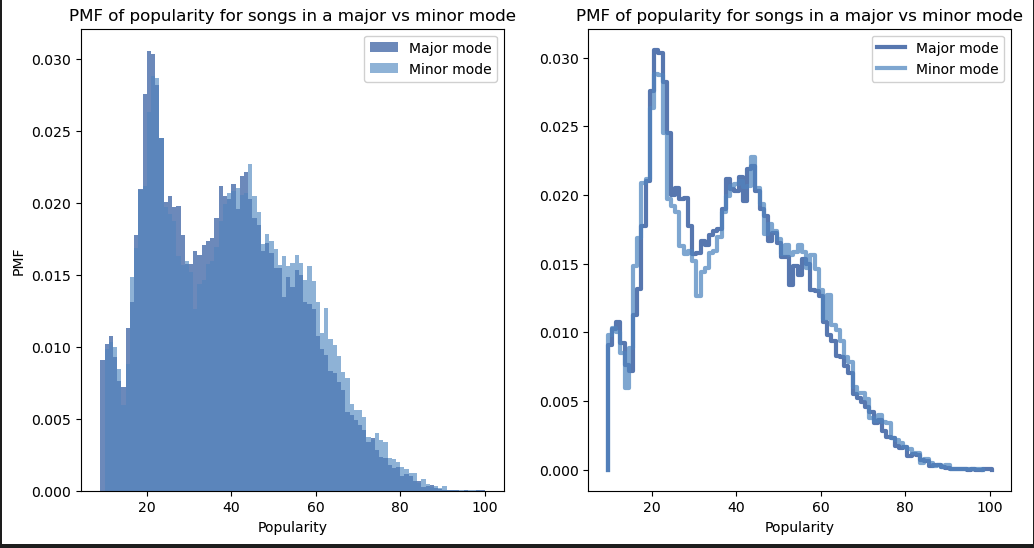 PMF of popularity for songs in a major vs minor mode
Major mode
Minor mode
0.030
0.025
0.020
0.015
0.010
0.005
0.000
PMF
20
40
60
80
100
Popularity
PMF of popularity for songs in a major vs minor mode
Major mode
Minor mode
0.030
0.025
0.020
0.015
0.010
0.005
0.000
20
40
60
80
100
Popularity